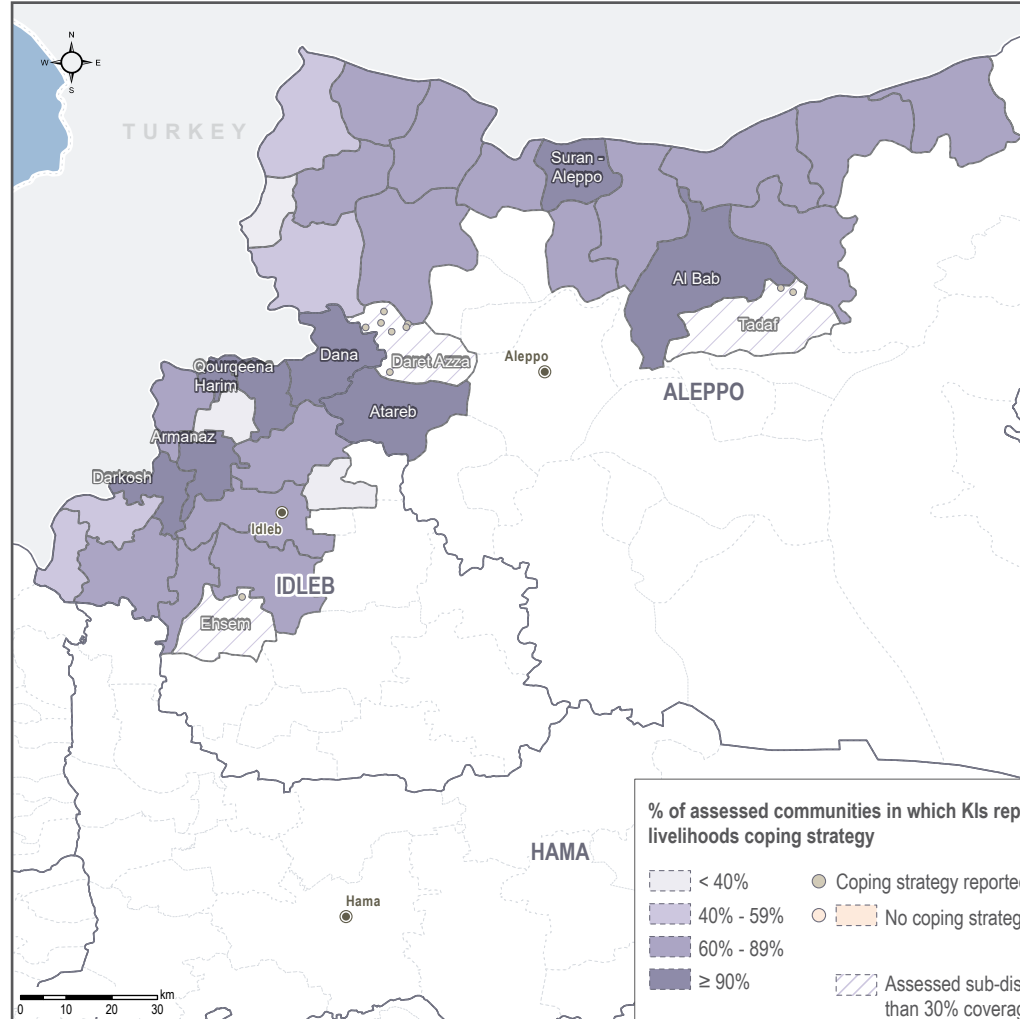 N
W E
S
TURKEY
Suran -
Aleppo
Al Bab
Tadaf
Dana
Daret Azza
Aleppo
Qourqeena
Harim
ALEPPO
Atareb
Armanaz
Darkosh
Idleb
IDLEB
Ehsem
HAMA
Hama
% of assessed communities in which KIs rep
livelihoods coping strategy
< 40%
Coping strategy reported
40% - 59%
No coping strateg
60% - 89%
≥ 90%
Assessed sub-dis
than 30% coverag
km
0 10 20 30